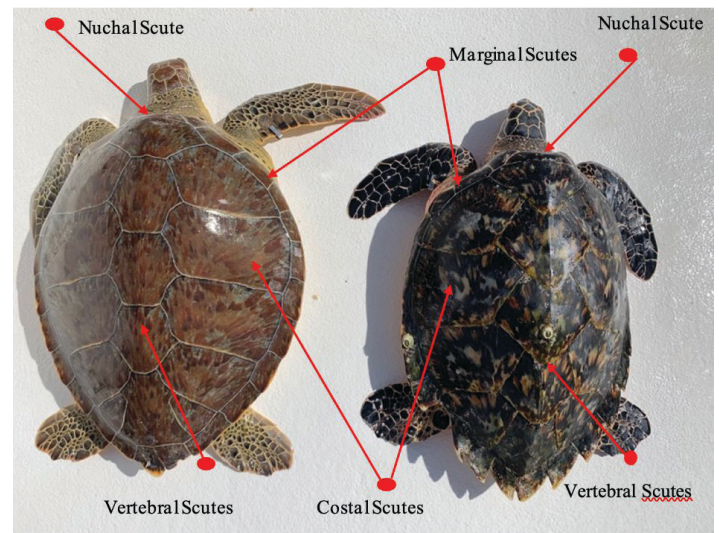 Nuchal Scute
Nuchal Scute
Marginal Scutes
Vertebral Scutes
Costal Scutes
Vertebral Scutes